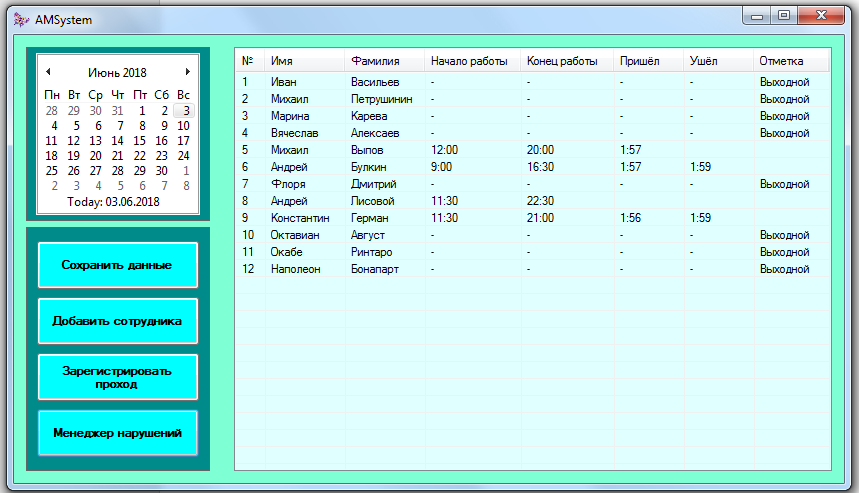 AMSystem
Июнь 2018
Пн Вт Ср Чт Пт Сб Вс
28 29 30 31 1 2 3
4 5 6 7 8 9 10
11 12 13 14 15 16 17
18 19 20 21 22 23 24
25 26 27 28 29 30 1
2 3 4 5 6 7 8
Today: 03.06.2018
Сохранить данные
Добавить сотрудника
Зарегистрировать
проход
Менеджер нарушений
№ Имя Фамилия Начало работы Конец работы Пришёл Ушёл Отметка
1 Иван Васильев - - - - Выходной
2 Михаил Петрушинин - - - - Выходной
3 Марина Карева - - - - Выходной
4 Вячеслав Алексаев - - - - Выходной
5 Михаил Выпов 12:00 20:00 1:57
6 Андрей Булкин 9:00 16:30 1:57 1:59
7 Флоря Дмитрий - - - - Выходной
8 Андрей Лисовой 11:30 22:30
9 Константин Герман 11:30 21:00 1:56 1:59
10 Октавиан Август - - - - Выходной
11 Окабе Ринтаро - - - - Выходной
12 Наполеон Бонапарт - - - - Выходной